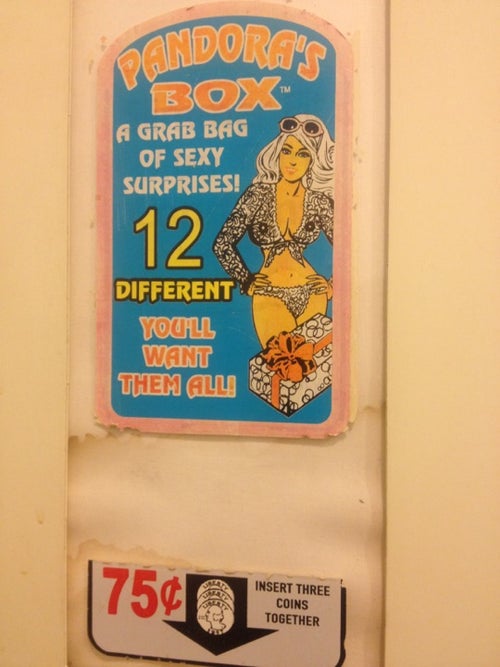 PANDORA'S
BOX™
A GRAB BAG
OF SEXY
SURPRISES!
12
DIFFERENT
YOU'LL
WANT
THEM ALL!
75¢
LIBERTY
LIBERTY
LIBERTY
INSERT THREE
COINS
TOGETHER